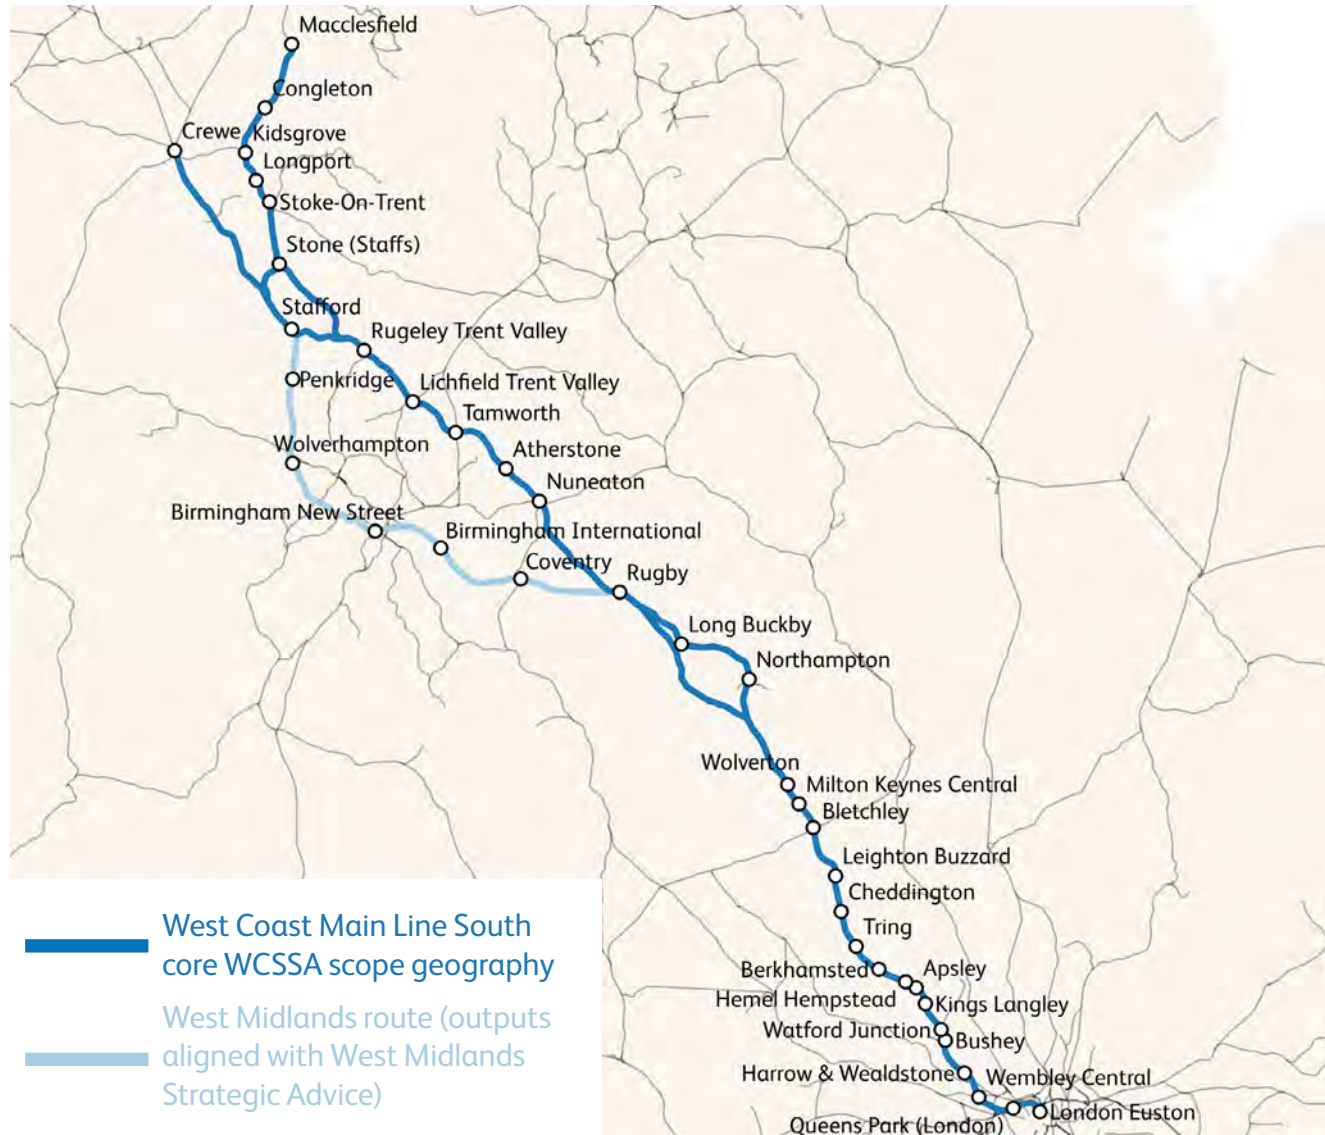 Macclesfield
Congleton
Crewe
Kidsgrove
Longport
Stoke-On-Trent
Stone (Staffs)
Stafford
Rugeley Trent Valley
Penkridge
Lichfield Trent Valley
Tamworth
Wolverhampton
Atherstone
Nuneaton
Birmingham New Street
Birmingham International
Coventry
Rugby
Long Buckby
Northampton
Wolverton
Milton Keynes Central
Bletchley
Leighton Buzzard
Cheddington
Tring
Berkhamsted
Apsley
Hemel Hempstead
Kings Langley
Watford Junction
Bushey
Harrow & Wealdstone
Wembley Central
London Euston
Queens Park (London)
West Coast Main Line South
core WCSSA scope geography
West Midlands route (outputs
aligned with West Midlands
Strategic Advice)